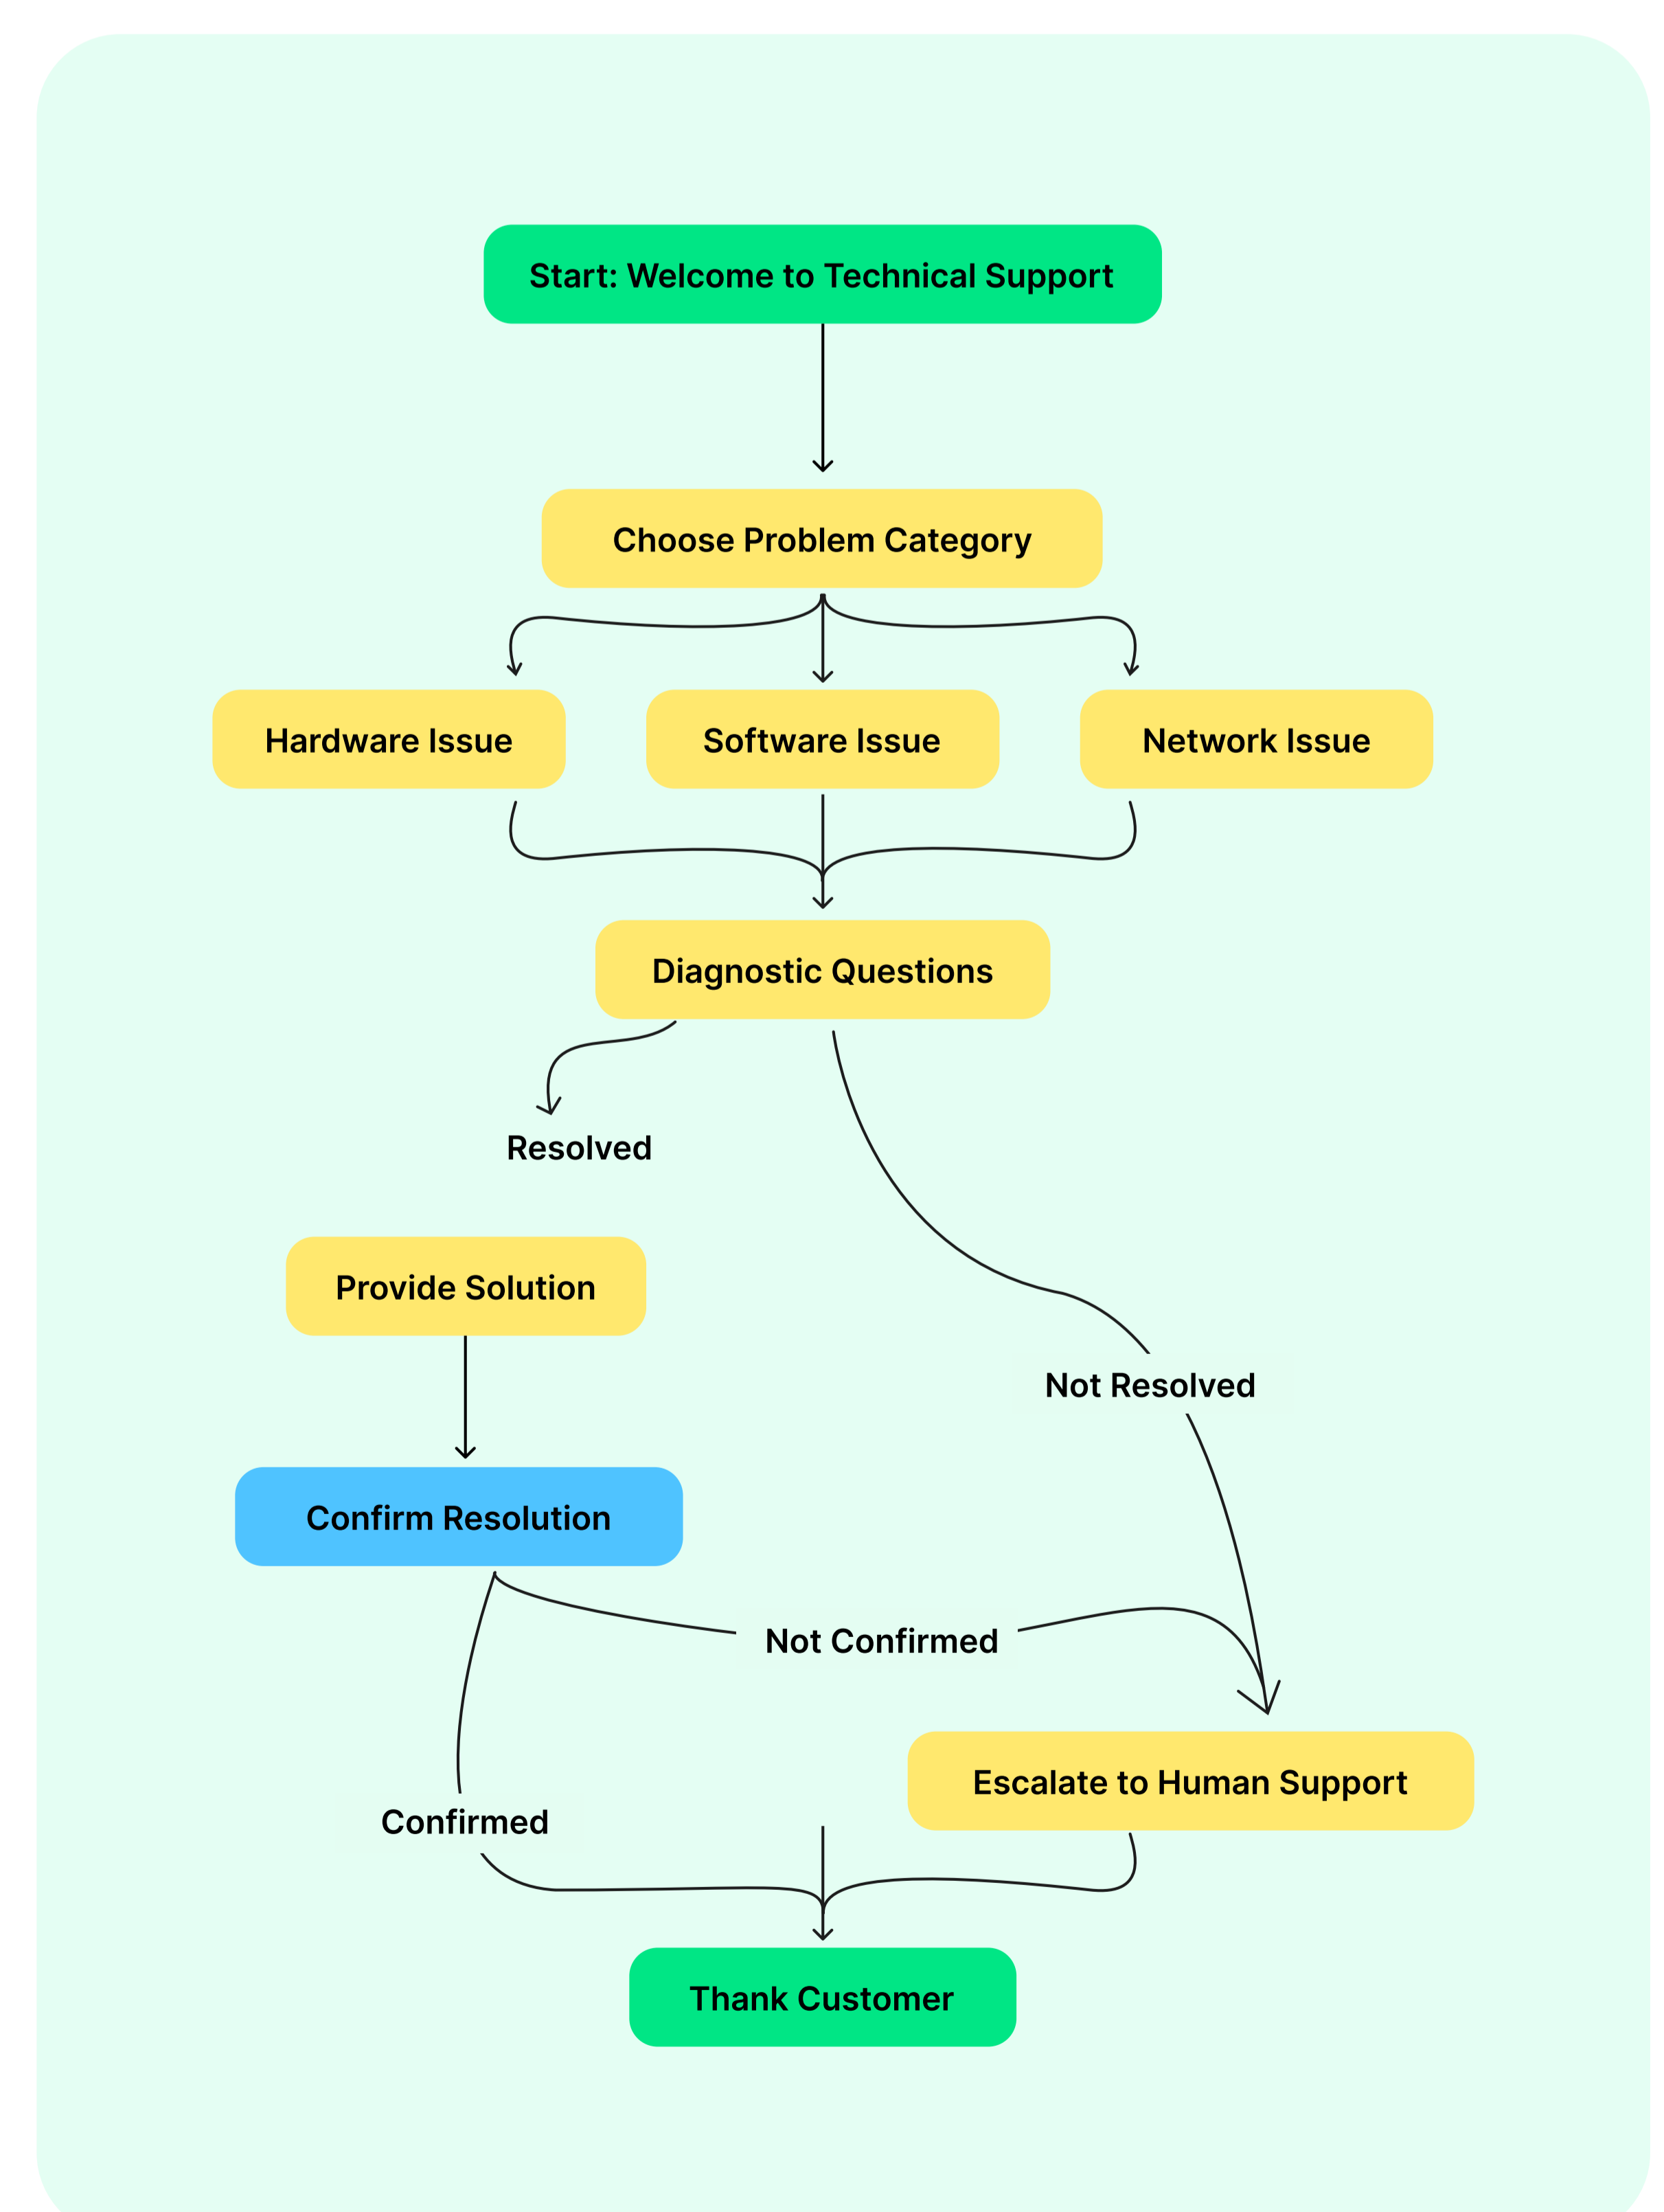 Start: Welcome to Technical Support
Choose Problem Category
Hardware Issue
Software Issue
Network Issue
Diagnostic Questions
Resolved
Provide Solution
Not Resolved
Confirm Resolution
Not Confirmed
Escalate to Human Support
Confirmed
Thank Customer